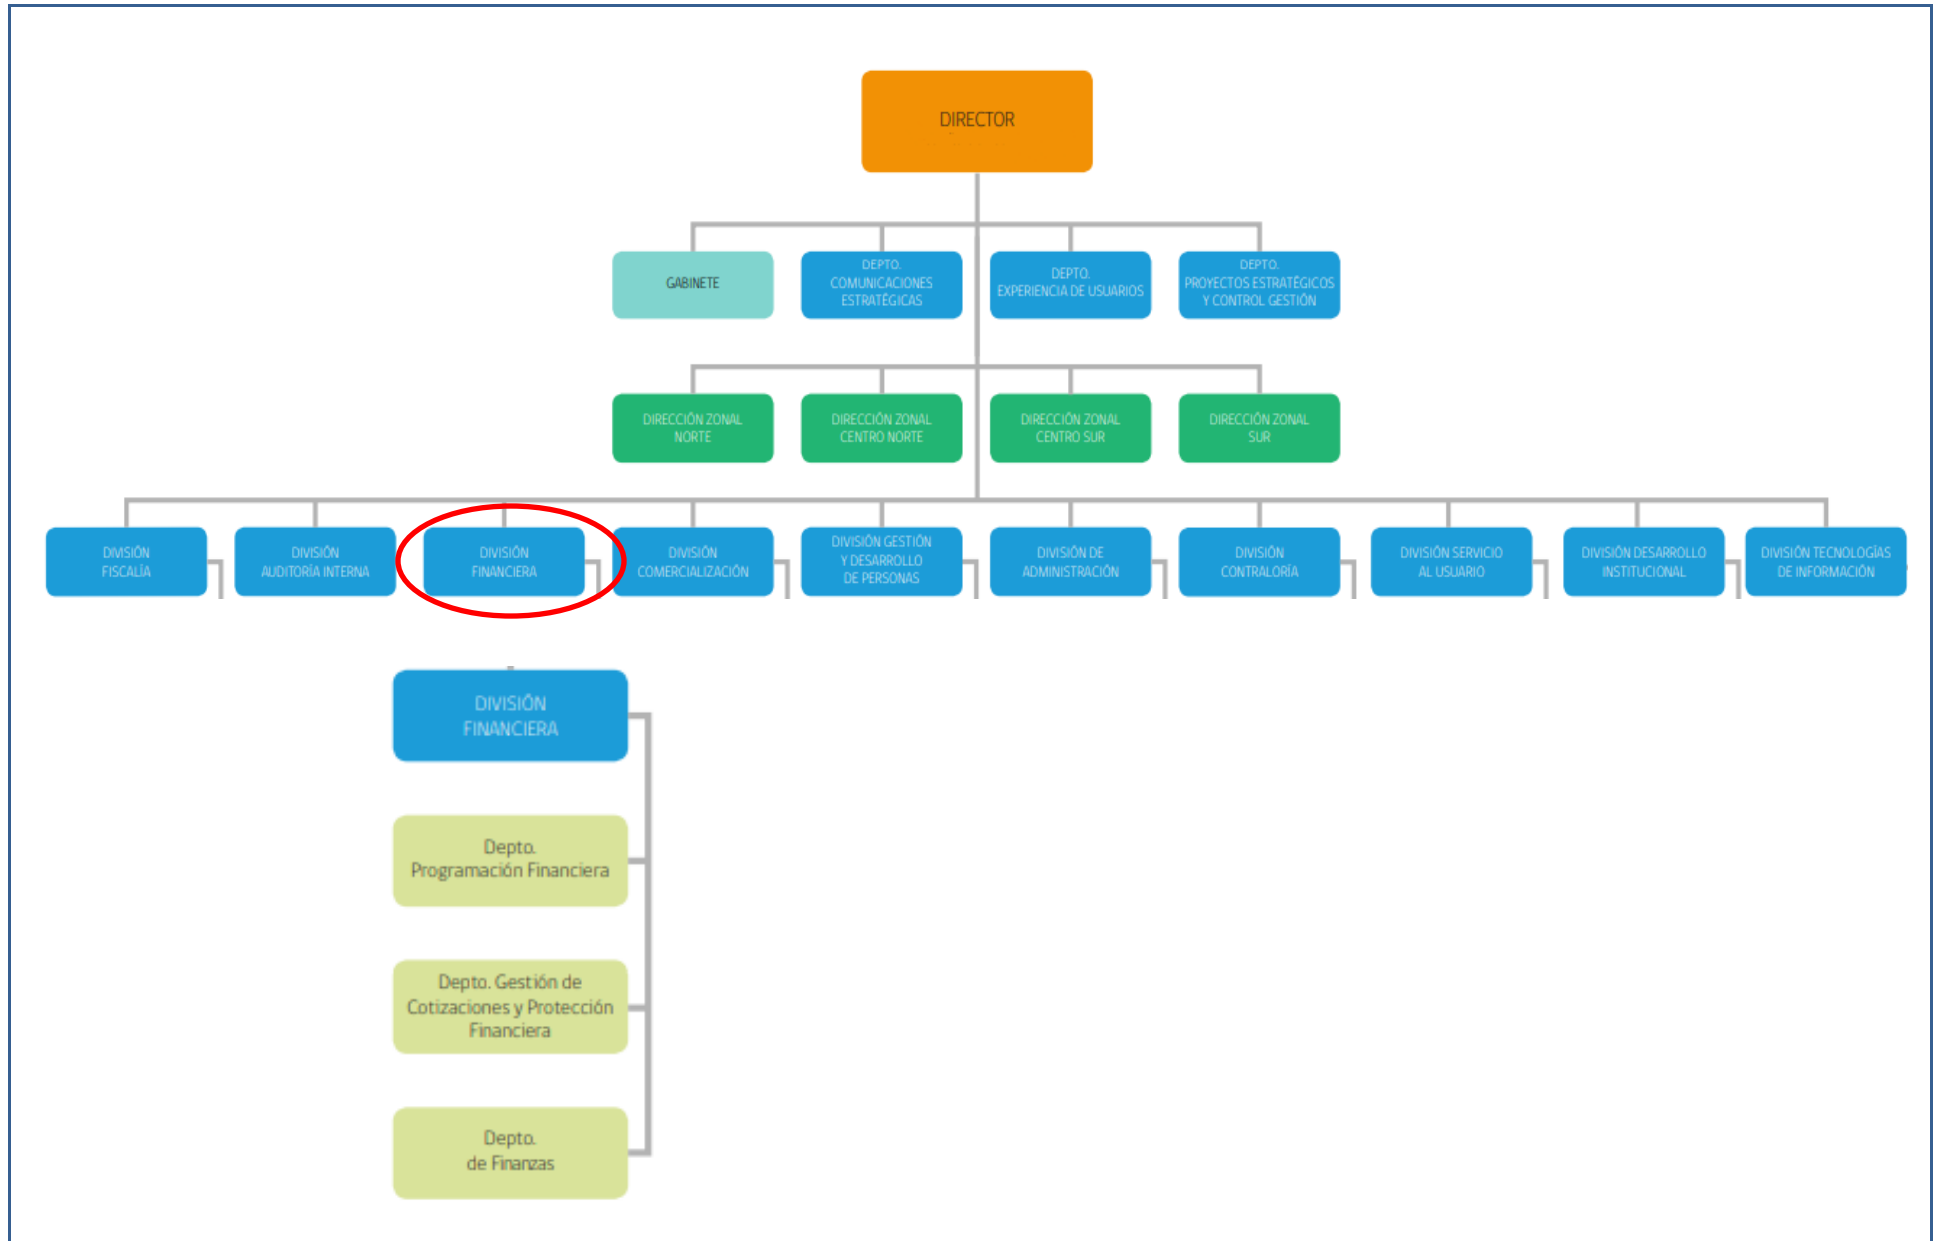 DIRECTOR
GABINETE
DEPTO.
COMUNICACIONES
ESTRATÉGICAS
DEPTO.
EXPERIENCIA DE USUARIOS
DEPTO.
PROYECTOS ESTRATÉGICOS
Y CONTROL GESTIÓN
DIRECCIÓN ZONAL
NORTE
DIRECCIÓN ZONAL
CENTRO NORTE
DIRECCIÓN ZONAL
CENTRO SUR
DIRECCIÓN ZONAL
SUR
DIVISIÓN
FISCALÍA
DIVISIÓN
AUDITORÍA INTERNA
DIVISIÓN
FINANCIERA
DIVISIÓN
COMERCIALIZACIÓN
DIVISIÓN GESTIÓN
Y DESARROLLO
DE PERSONAS
DIVISIÓN DE
ADMINISTRACIÓN
DIVISIÓN
CONTRALORÍA
DIVISIÓN SERVICIO
AL USUARIO
DIVISIÓN DESARROLLO
INSTITUCIONAL
DIVISIÓN TECNOLOGÍAS
DE INFORMACIÓN
DIVISIÓN
FINANCIERA
Depto.
Programación Financiera
Depto. Gestión de
Cotizaciones y Protección
Financiera
Depto.
de Finanzas